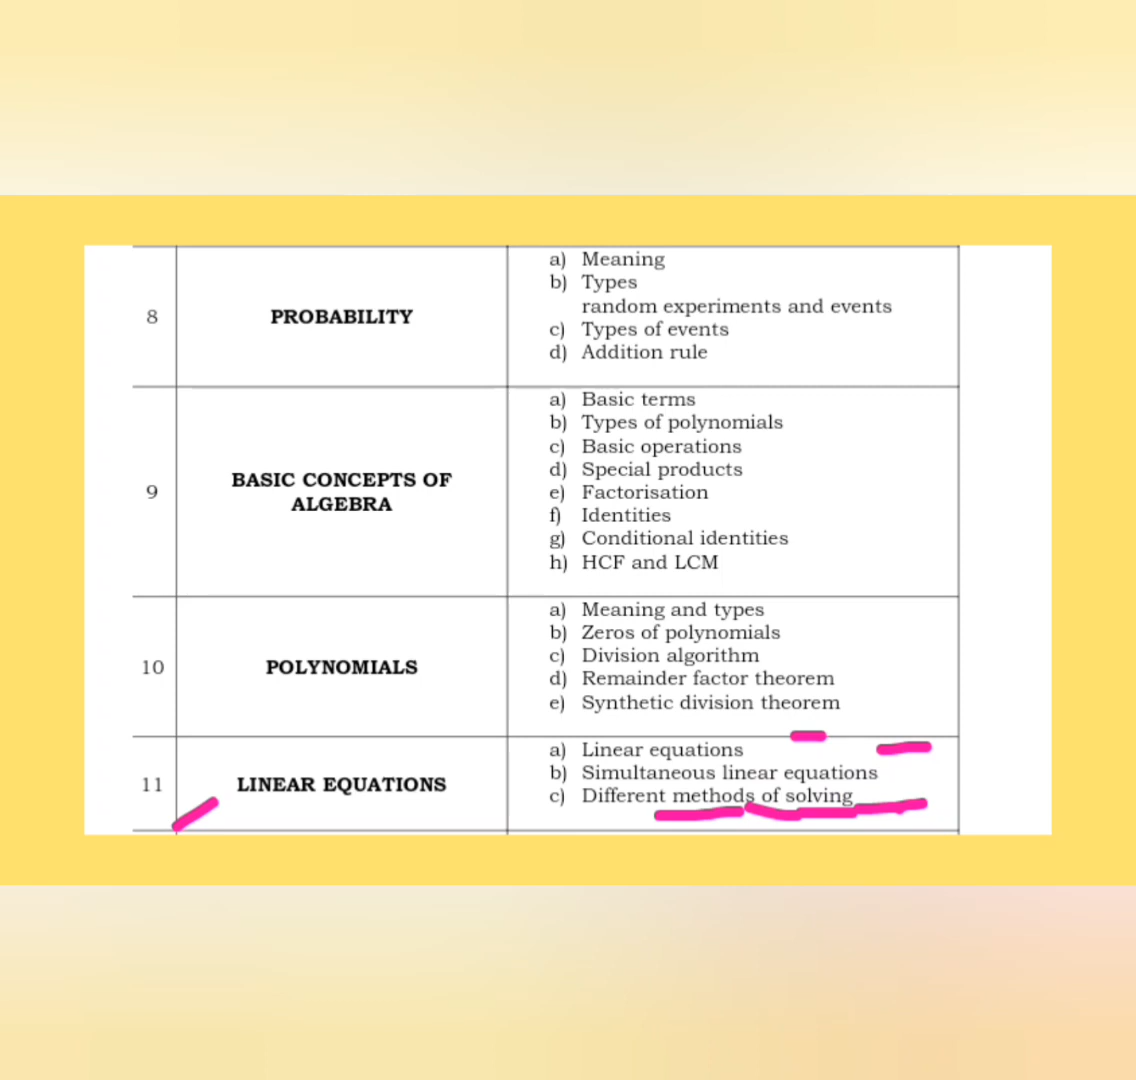 8
PROBABILITY
a) Meaning
b) Types
random experiments and events
c) Types of events
d) Addition rule
9
BASIC CONCEPTS OF
ALGEBRA
a) Basic terms
b) Types of polynomials
c) Basic operations
d) Special products
e) Factorisation
f) Identities
g) Conditional identities
h) HCF and LCM
10
POLYNOMIALS
a) Meaning and types
b) Zeros of polynomials
c) Division algorithm
d) Remainder factor theorem
e) Synthetic division theorem
11
LINEAR EQUATIONS
a) Linear equations
b) Simultaneous linear equations
c) Different methods of solving